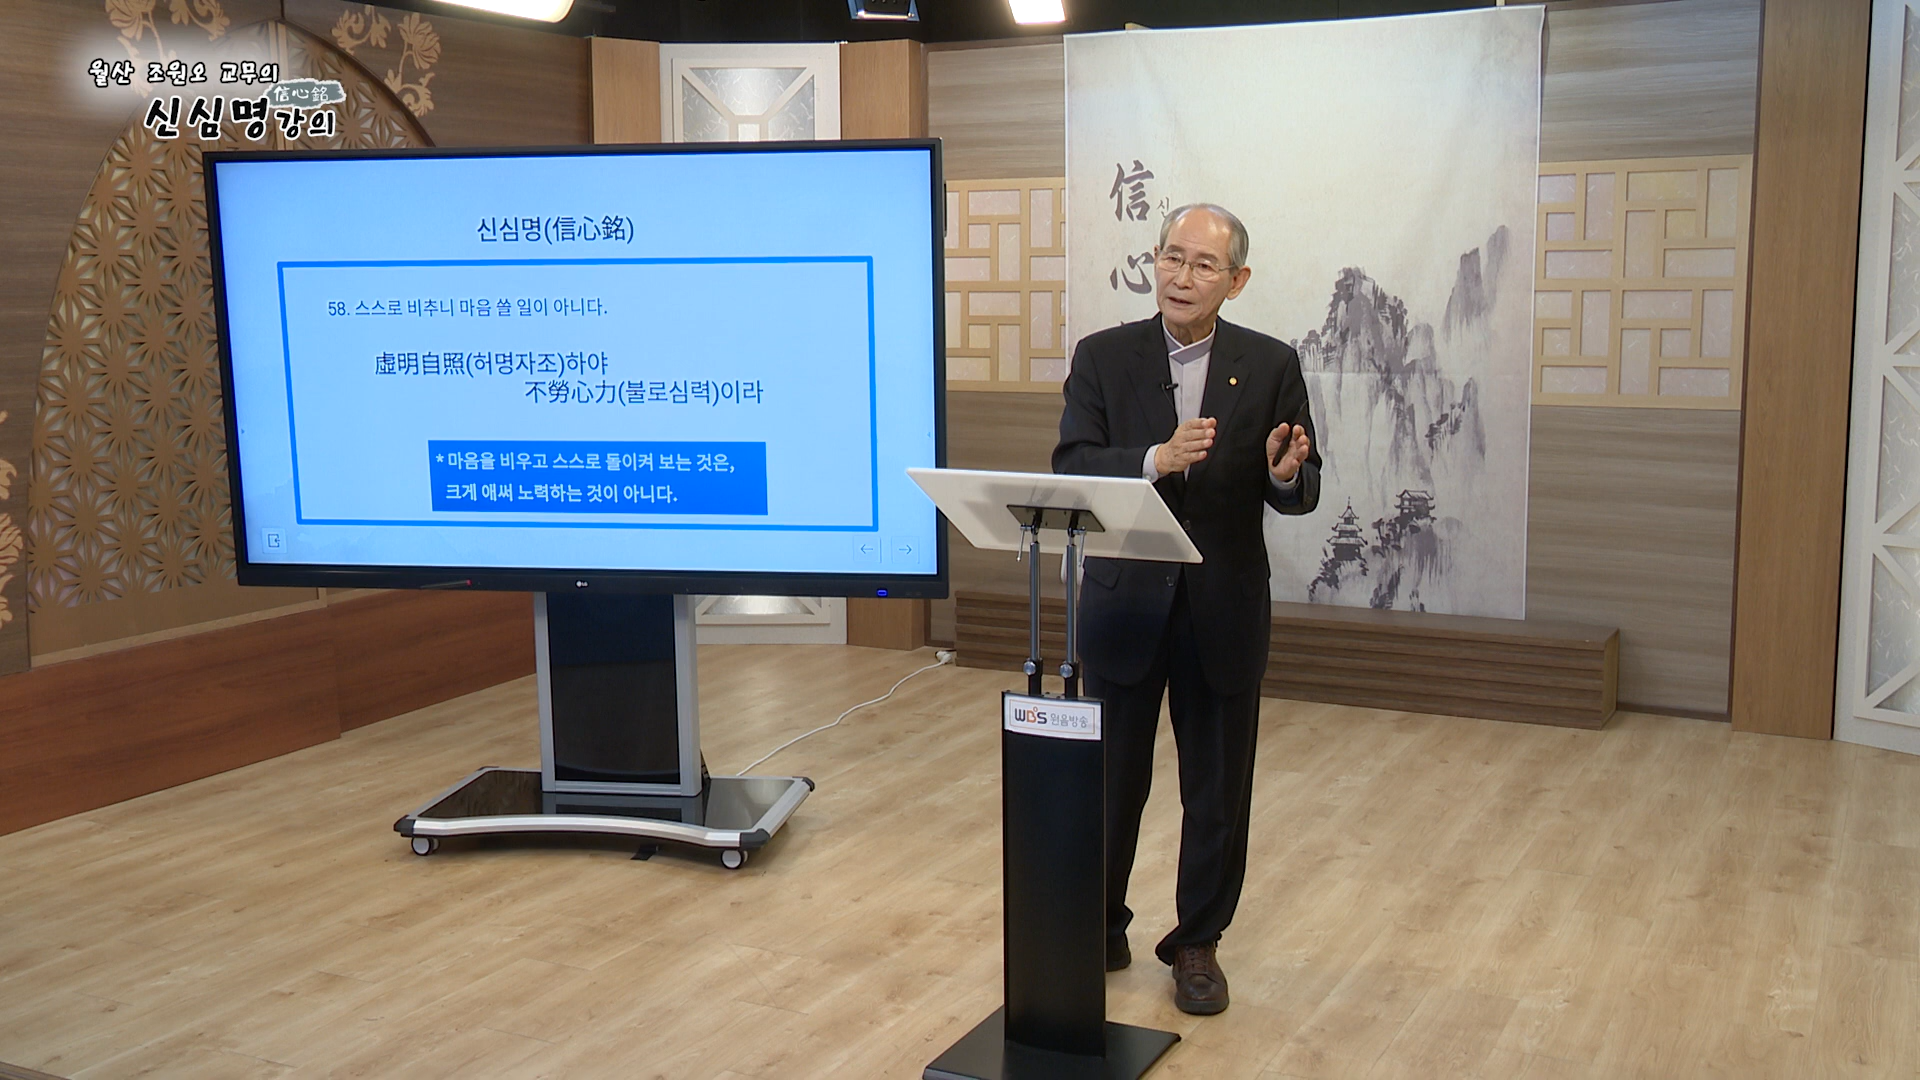 월산 조원오 교무의
신심명 信心銘 강의
신심명(信心銘)
58. 스스로 비추니 마음 쓸 일이 아니다.
虛明自照(허명자조)하야
不勞心力(불로심력)이라
* 마음을 비우고 스스로 돌이켜 보는 것은,
크게 애써 노력하는 것이 아니다.
LG
信 신
心
WBS 원음방송